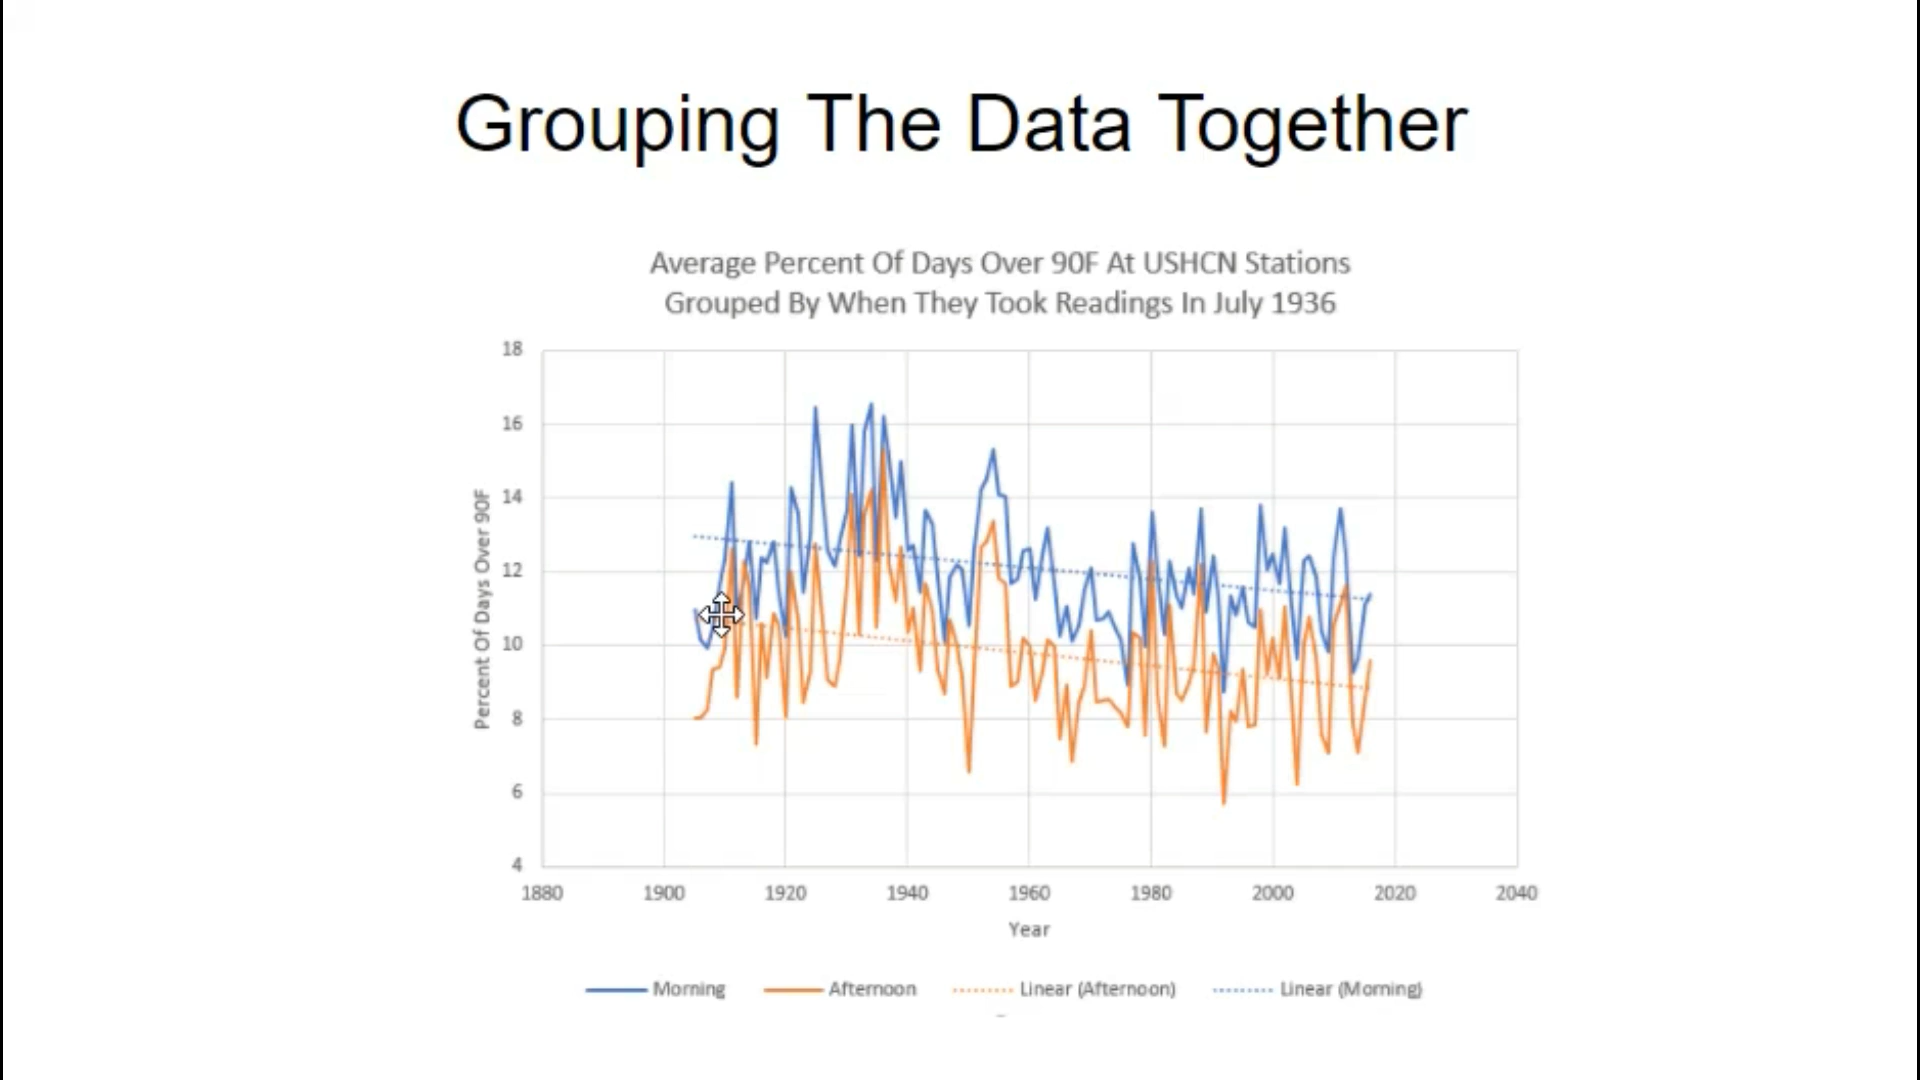 Grouping The Data Together
Average Percent Of Days Over 90F At USHCN Stations
Grouped By When They Took Readings In July 1936
Percent Of Days Over 90F
18
16
14
12
10
8
6
4
1880 1900 1920 1940 1960 1980 2000 2020 2040
Year
Morning Afternoon Linear (Afternoon) Linear (Morning)